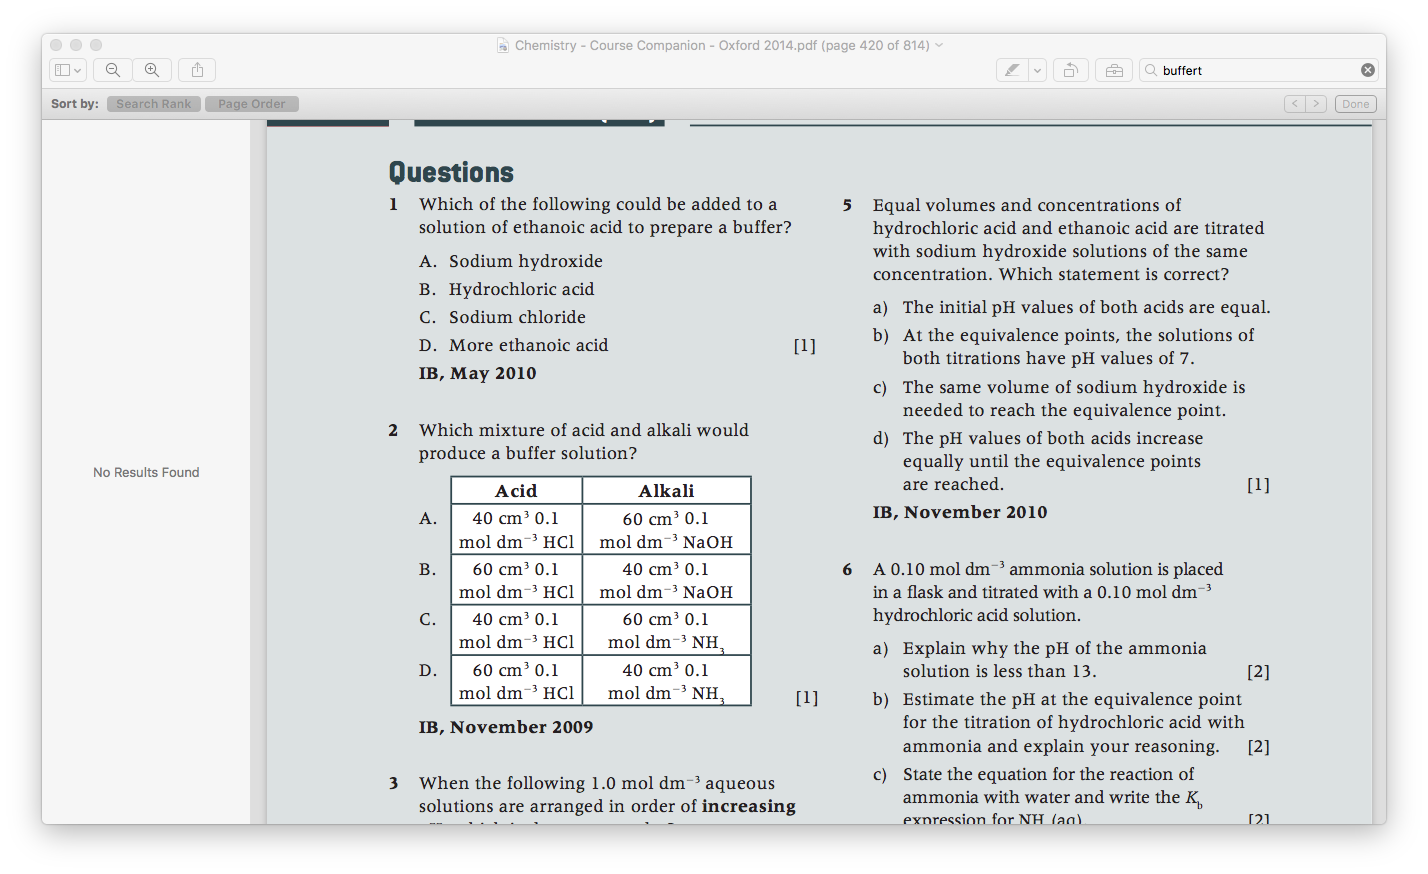 Chemistry - Course Companion - Oxford 2014.pdf (page 420 of 814)
buffert
Sort by: Search Rank Page Order
< > Done
No Results Found
Questions
1 Which of the following could be added to a
solution of ethanoic acid to prepare a buffer?
A. Sodium hydroxide
B. Hydrochloric acid
C. Sodium chloride
D. More ethanoic acid [1]
IB, May 2010
2 Which mixture of acid and alkali would
produce a buffer solution?
Acid Alkali
A. 40 cm³ 0.1 60 cm³ 0.1
mol dm⁻³ HCl mol dm⁻³ NaOH
B. 60 cm³ 0.1 40 cm³ 0.1
mol dm⁻³ HCl mol dm⁻³ NaOH
C. 40 cm³ 0.1 60 cm³ 0.1
mol dm⁻³ HCl mol dm⁻³ NH₃
D. 60 cm³ 0.1 40 cm³ 0.1
mol dm⁻³ HCl mol dm⁻³ NH₃ [1]
IB, November 2009
3 When the following 1.0 mol dm⁻³ aqueous
solutions are arranged in order of increasing
5 Equal volumes and concentrations of
hydrochloric acid and ethanoic acid are titrated
with sodium hydroxide solutions of the same
concentration. Which statement is correct?
a) The initial pH values of both acids are equal.
b) At the equivalence points, the solutions of
both titrations have pH values of 7.
c) The same volume of sodium hydroxide is
needed to reach the equivalence point.
d) The pH values of both acids increase
equally until the equivalence points
are reached. [1]
IB, November 2010
6 A 0.10 mol dm⁻³ ammonia solution is placed
in a flask and titrated with a 0.10 mol dm⁻³
hydrochloric acid solution.
a) Explain why the pH of the ammonia
solution is less than 13. [2]
b) Estimate the pH at the equivalence point
for the titration of hydrochloric acid with
ammonia and explain your reasoning. [2]
c) State the equation for the reaction of
ammonia with water and write the K_b
expression for NH (aq). [2]